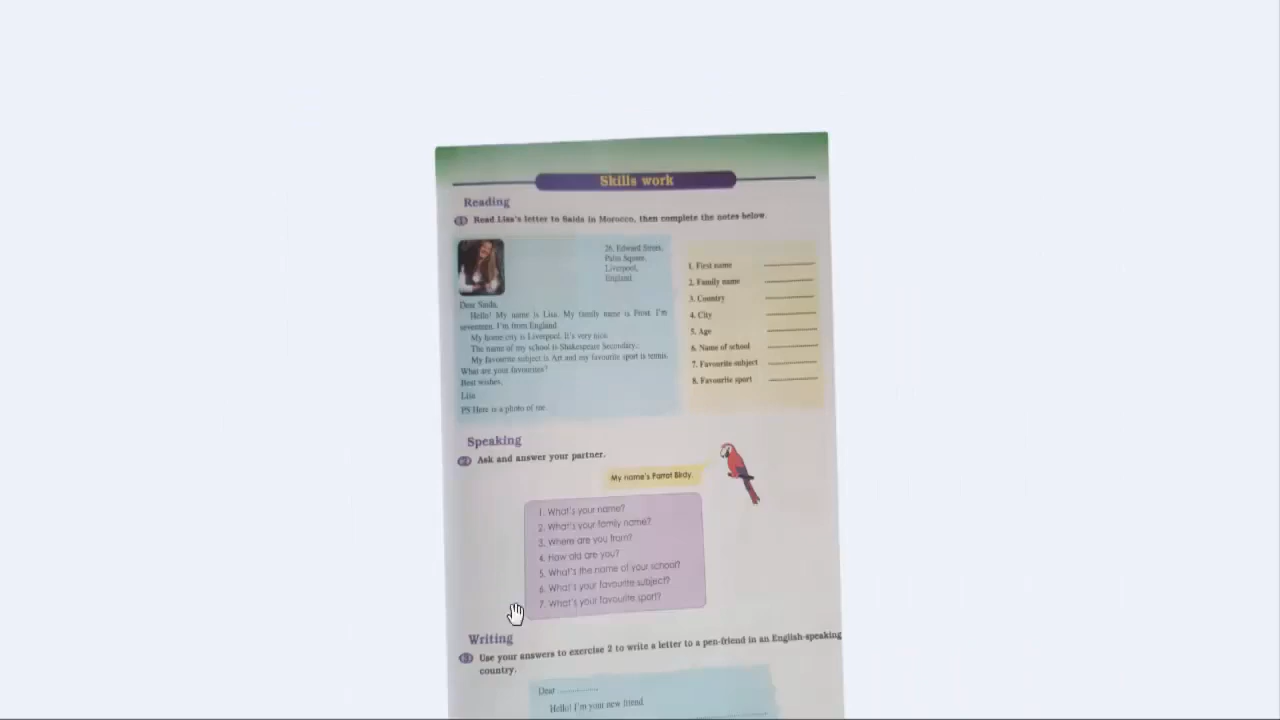 Skills work
Reading
1 Read Lisa's letter to Saida in Morocco, then complete the notes below.
26, Edward Street,
Palm Square,
Liverpool,
England.
Dear Saida,
Hello! My name is Lisa. My family name is Frost. I'm
seventeen. I'm from England.
My home city is Liverpool. It's very nice.
The name of my school is Shakespeare Secondary.
My favourite subject is Art and my favourite sport is tennis.
What are your favourites?
Best wishes,
Lisa
PS Here is a photo of me.
1. First name
2. Family name
3. Country
4. City
5. Age
6. Name of school
7. Favourite subject
8. Favourite sport
Speaking
2 Ask and answer your partner.
My name's Parrot Birdy.
1. What's your name?
2. What's your family name?
3. Where are you from?
4. How old are you?
5. What's the name of your school?
6. What's your favourite subject?
7. What's your favourite sport?
Writing
3 Use your answers to exercise 2 to write a letter to a pen-friend in an English-speaking
country.
Dear ..............,
Hello! I'm your new friend.